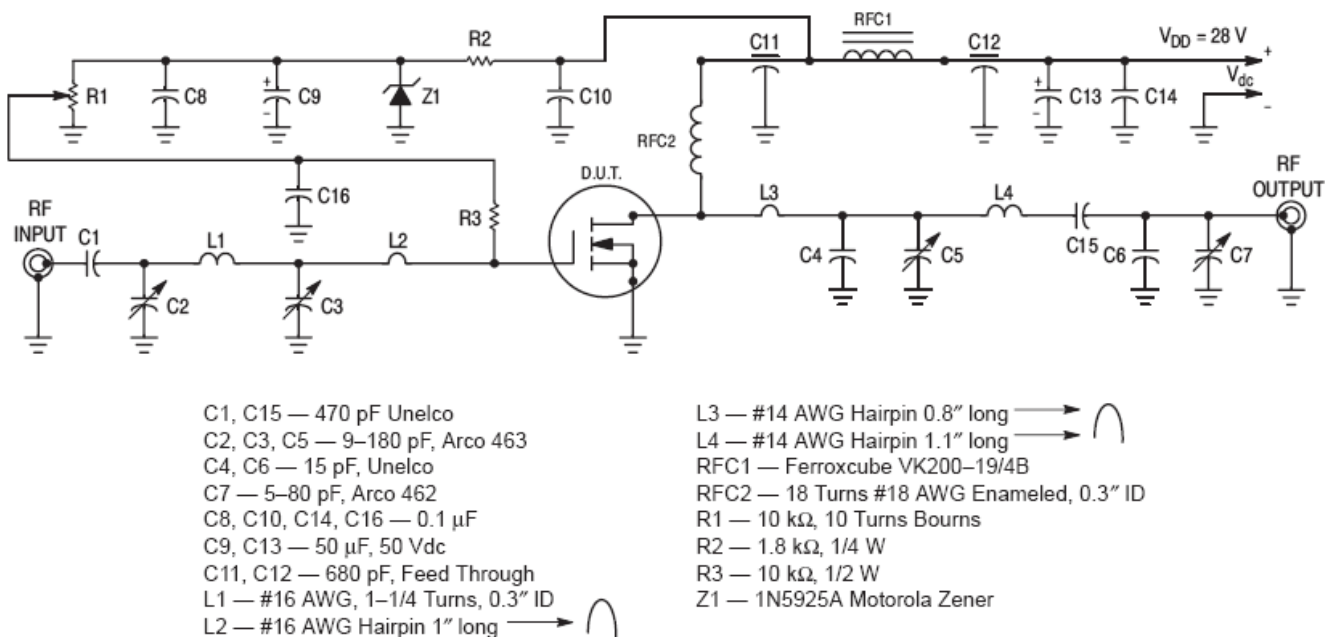 RFC1
R2
C11
C12
VDD = 28 V
+
Vdc
–
R1
C8
+
C9
–
Z1
C10
+
C13
–
C14
RFC2
C16
D.U.T.
L3
L4
RF
OUTPUT
RF
INPUT
C1
L1
R3
L2
C15
C2
C3
C4
C5
C6
C7
C1, C15 — 470 pF Unelco
C2, C3, C5 — 9–180 pF, Arco 463
C4, C6 — 15 pF, Unelco
C7 — 5–80 pF, Arco 462
C8, C10, C14, C16 — 0.1 μF
C9, C13 — 50 μF, 50 Vdc
C11, C12 — 680 pF, Feed Through
L1 — #16 AWG, 1–1/4 Turns, 0.3″ ID
L2 — #16 AWG Hairpin 1″ long
L3 — #14 AWG Hairpin 0.8″ long
L4 — #14 AWG Hairpin 1.1″ long
RFC1 — Ferroxcube VK200–19/4B
RFC2 — 18 Turns #18 AWG Enameled, 0.3″ ID
R1 — 10 kΩ, 10 Turns Bourns
R2 — 1.8 kΩ, 1/4 W
R3 — 10 kΩ, 1/2 W
Z1 — 1N5925A Motorola Zener